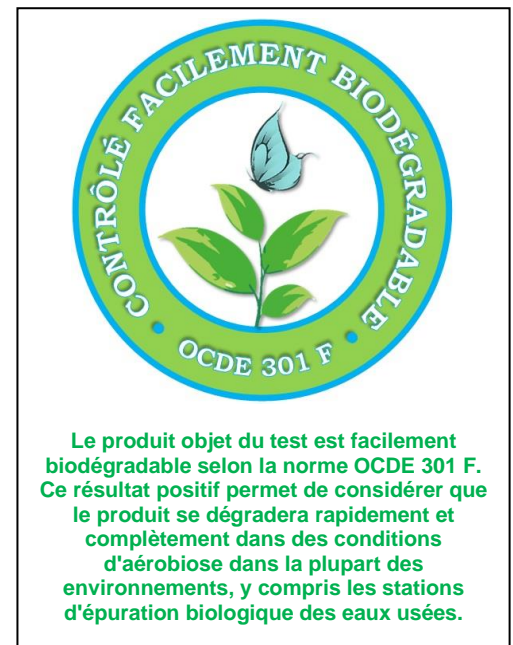 CONTRÔLÉ FACILEMENT BIODÉGRADABLE
• OCDE 301 F •
Le produit objet du test est facilement
biodégradable selon la norme OCDE 301 F.
Ce résultat positif permet de considérer que
le produit se dégradera rapidement et
complètement dans des conditions
d'aérobiose dans la plupart des
environnements, y compris les stations
d'épuration biologique des eaux usées.